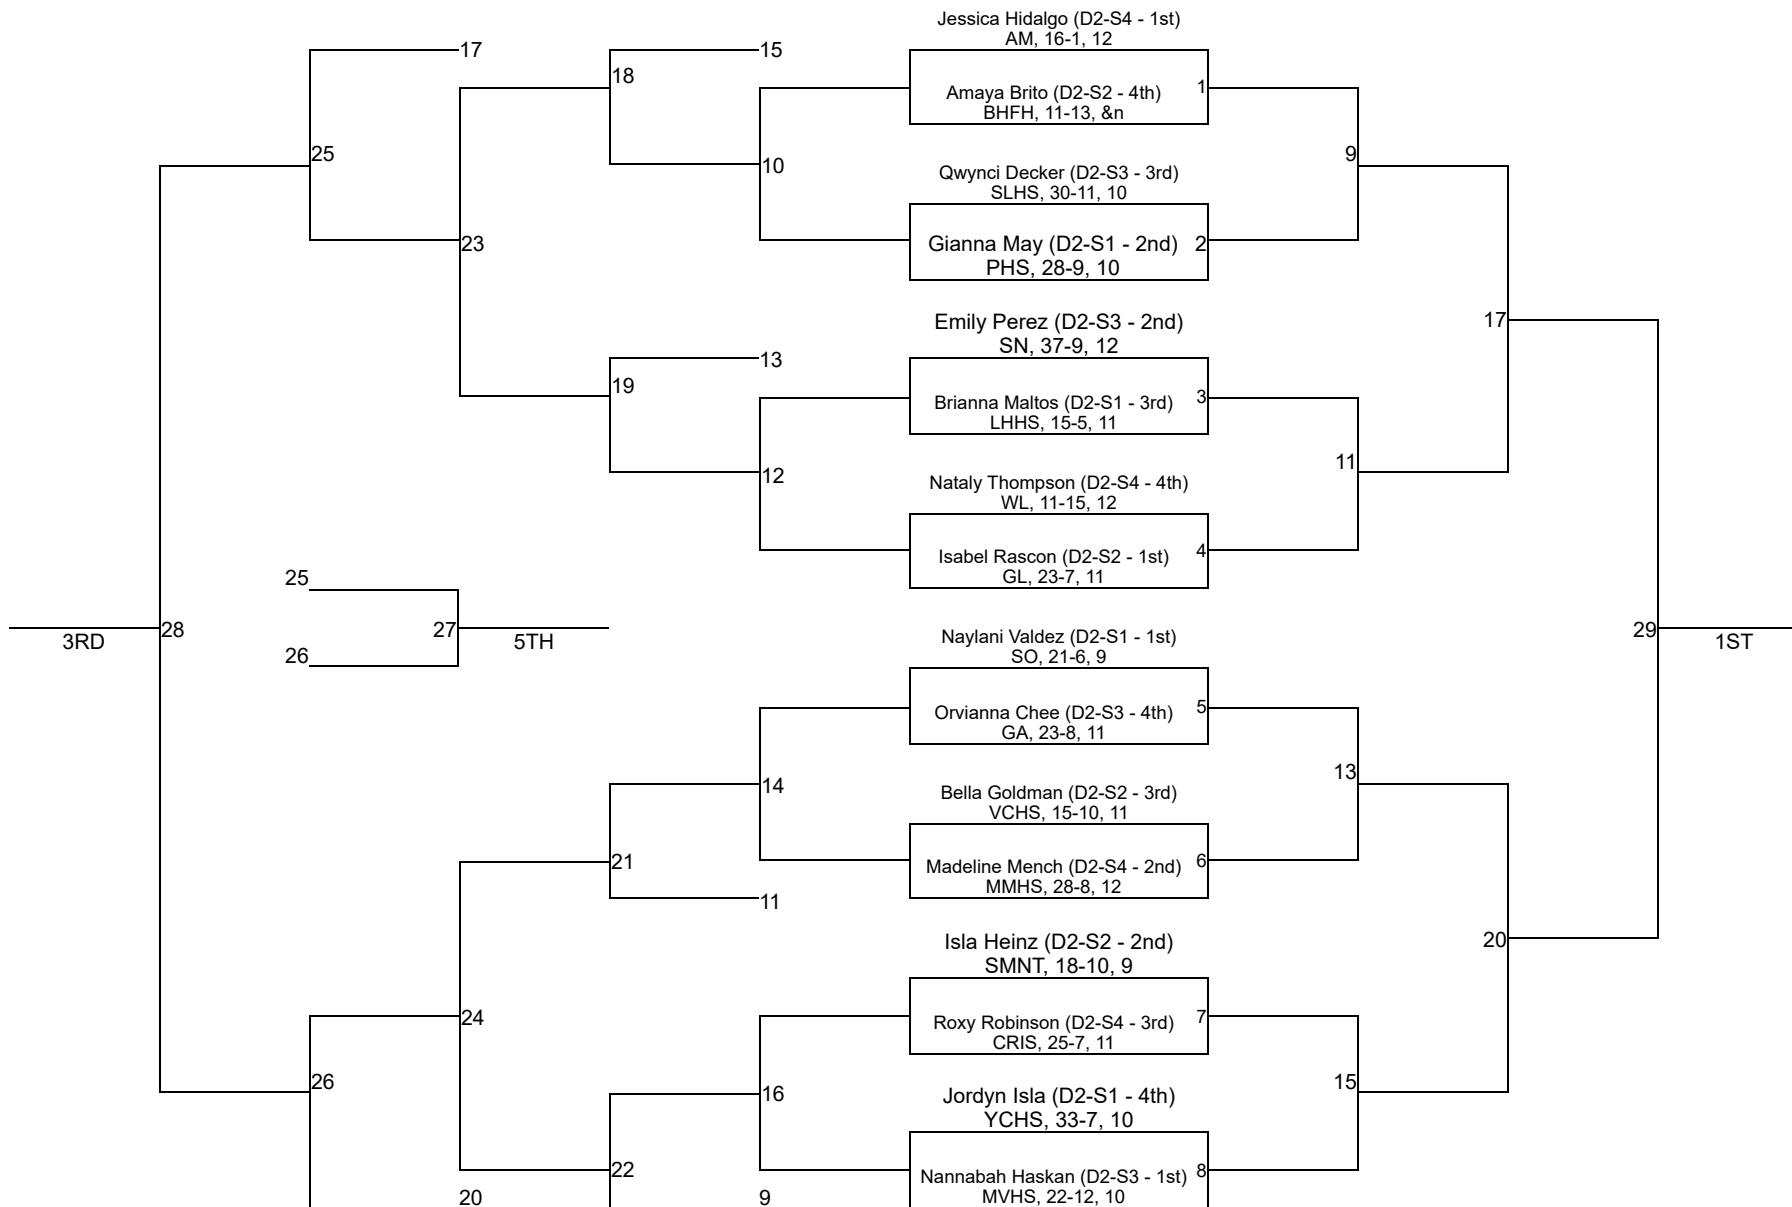 Jessica Hidalgo (D2-S4 - 1st)
AM, 16-1, 12
17
15
18
Amaya Brito (D2-S2 - 4th)
BHFH, 11-13, &n
1
25
10
9
Qwynci Decker (D2-S3 - 3rd)
SLHS, 30-11, 10
23
Gianna May (D2-S1 - 2nd)
PHS, 28-9, 10
2
Emily Perez (D2-S3 - 2nd)
SN, 37-9, 12
17
13
19
Brianna Maltos (D2-S1 - 3rd)
LHHS, 15-5, 11
3
12
11
Nataly Thompson (D2-S4 - 4th)
WL, 11-15, 12
Isabel Rascon (D2-S2 - 1st)
GL, 23-7, 11
4
25
28
3RD
27
5TH
26
Naylani Valdez (D2-S1 - 1st)
SO, 21-6, 9
29
1ST
Orvianna Chee (D2-S3 - 4th)
GA, 23-8, 11
5
14
13
Bella Goldman (D2-S2 - 3rd)
VCHS, 15-10, 11
21
Madeline Mench (D2-S4 - 2nd)
MMHS, 28-8, 12
6
11
Isla Heinz (D2-S2 - 2nd)
SMNT, 18-10, 9
20
24
Roxy Robinson (D2-S4 - 3rd)
CRIS, 25-7, 11
7
26
16
15
Jordyn Isla (D2-S1 - 4th)
YCHS, 33-7, 10
22
Nannabah Haskan (D2-S3 - 1st)
MVHS, 22-12, 10
8
20
9